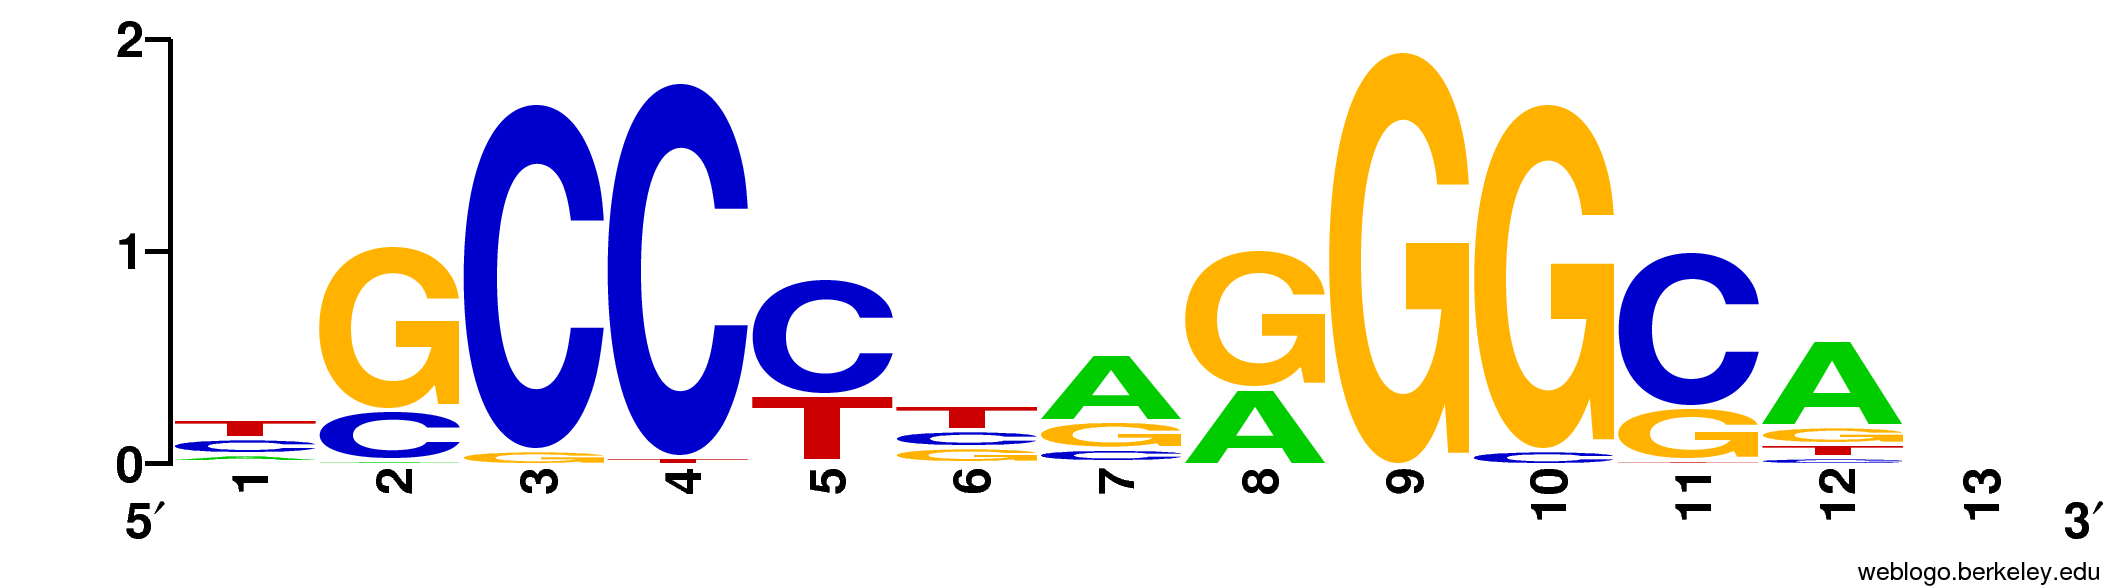 2
1
0
T G C C C T A G G G C A
C C G T T C G A C G G
A A G C T T
C
1 2 3 4 5 6 7 8 9 10 11 12 13
5′ 3′
weblogo.berkeley.edu